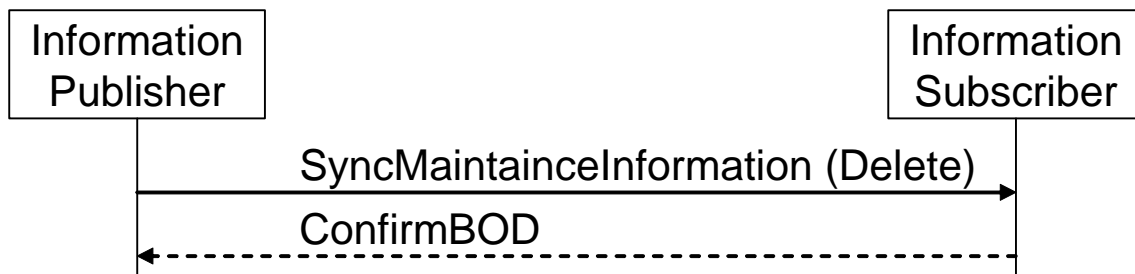 Information
Publisher
Information
Subscriber
SyncMaintainceInformation (Delete)
ConfirmBOD